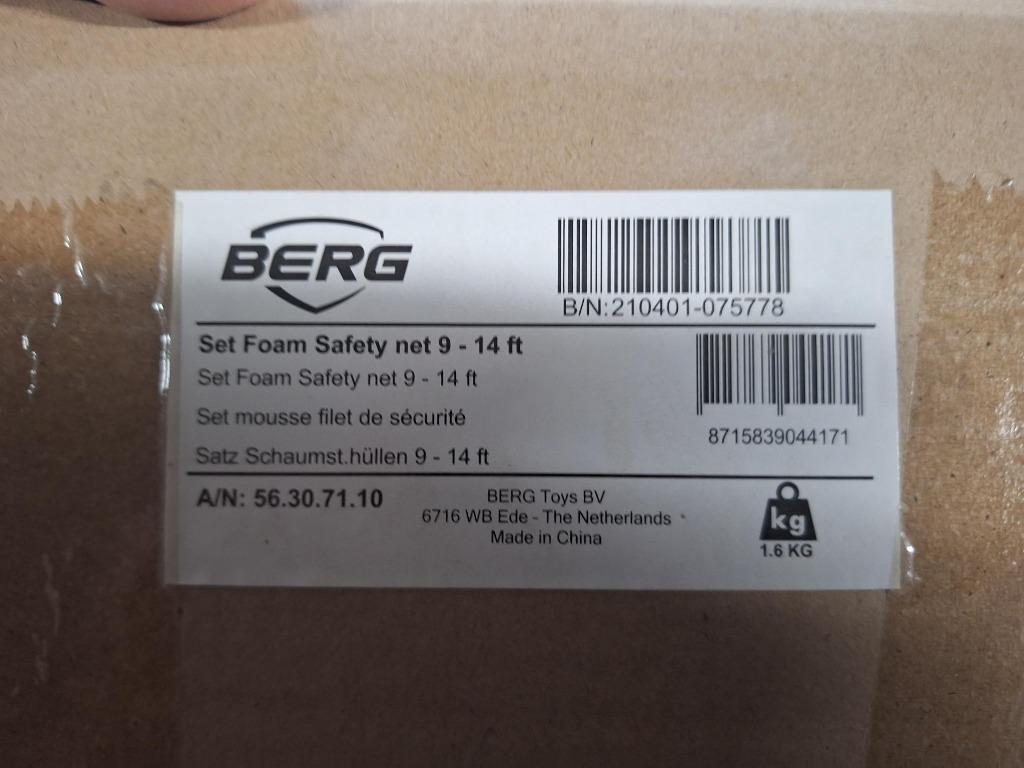 BERG
B/N:210401-075778
Set Foam Safety net 9 - 14 ft
Set Foam Safety net 9 - 14 ft
Set mousse filet de sécurité
Satz Schaumst.hüllen 9 - 14 ft
8715839044171
A/N: 56.30.71.10
BERG Toys BV
6716 WB Ede - The Netherlands
Made in China
kg
1.6 KG